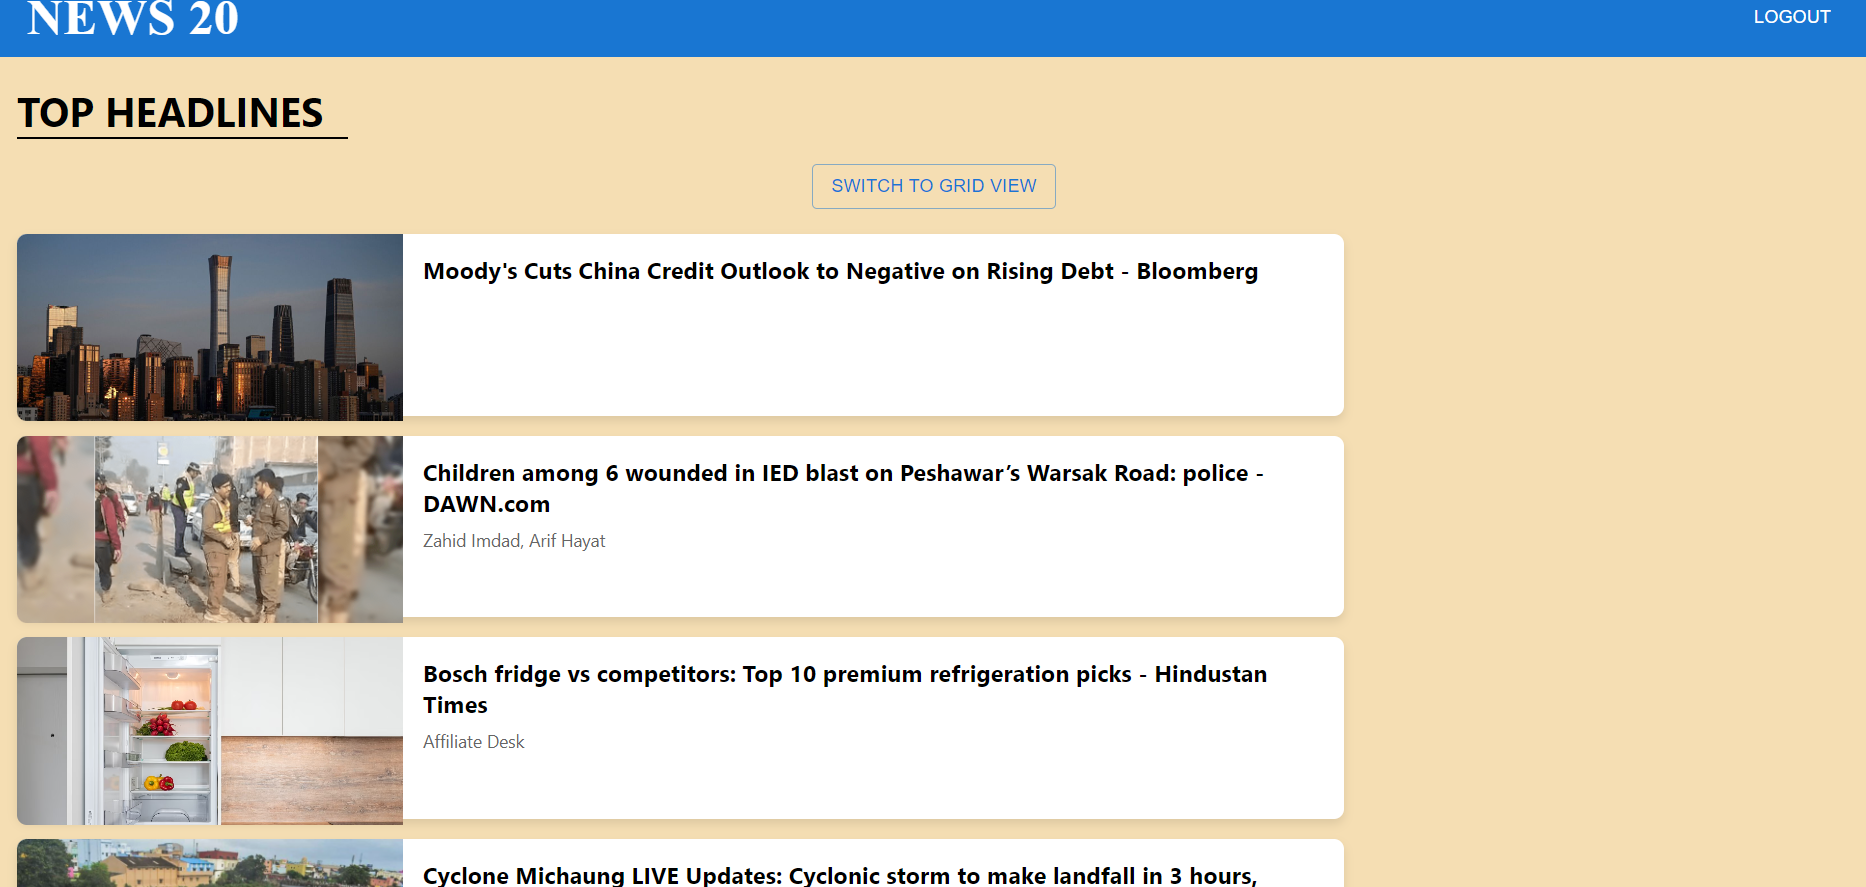 NEWS 20
LOGOUT
TOP HEADLINES
SWITCH TO GRID VIEW
Moody's Cuts China Credit Outlook to Negative on Rising Debt - Bloomberg
Children among 6 wounded in IED blast on Peshawar’s Warsak Road: police -
DAWN.com
Zahid Imdad, Arif Hayat
Bosch fridge vs competitors: Top 10 premium refrigeration picks - Hindustan
Times
Affiliate Desk
Cyclone Michaung LIVE Updates: Cyclonic storm to make landfall in 3 hours,